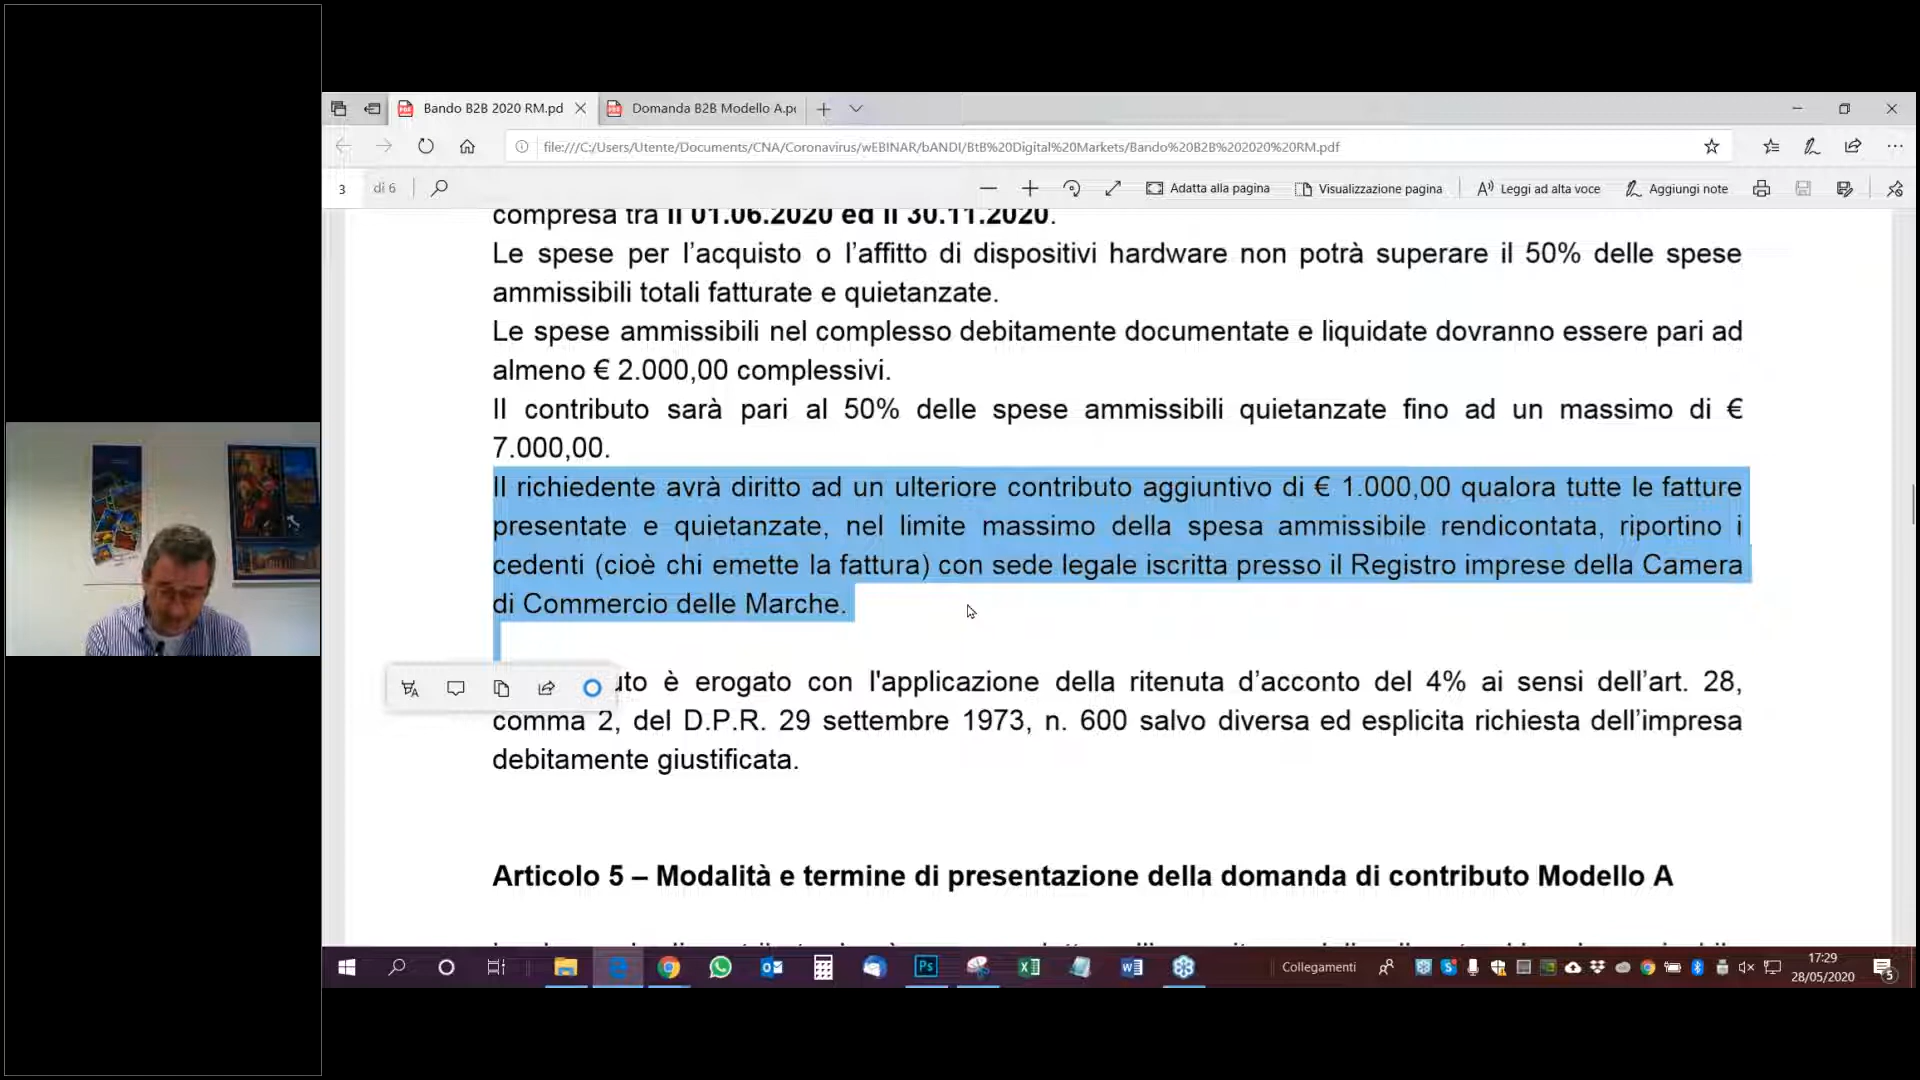 Bando B2B 2020 RM.pd
Domanda B2B Modello A.p
file:///C:/Users/Utente/Documents/CNA/Coronavirus/wEBINAR/bANDI/BtB%20Digital%20Markets/Bando%20B2B%202020%20RM.pdf
3 di 6
Adatta alla pagina
Visualizzazione pagina
Leggi ad alta voce
Aggiungi note
compresa tra il 01.06.2020 ed il 30.11.2020.
Le spese per l’acquisto o l’affitto di dispositivi hardware non potrà superare il 50% delle spese
ammissibili totali fatturate e quietanzate.
Le spese ammissibili nel complesso debitamente documentate e liquidate dovranno essere pari ad
almeno € 2.000,00 complessivi.
Il contributo sarà pari al 50% delle spese ammissibili quietanzate fino ad un massimo di €
7.000,00.
Il richiedente avrà diritto ad un ulteriore contributo aggiuntivo di € 1.000,00 qualora tutte le fatture
presentate e quietanzate, nel limite massimo della spesa ammissibile rendicontata, riportino i
cedenti (cioè chi emette la fattura) con sede legale iscritta presso il Registro imprese della Camera
di Commercio delle Marche.
uto è erogato con l'applicazione della ritenuta d’acconto del 4% ai sensi dell’art. 28,
comma 2, del D.P.R. 29 settembre 1973, n. 600 salvo diversa ed esplicita richiesta dell’impresa
debitamente giustificata.
Articolo 5 – Modalità e termine di presentazione della domanda di contributo Modello A
Ps
Collegamenti
17:29
28/05/2020
5